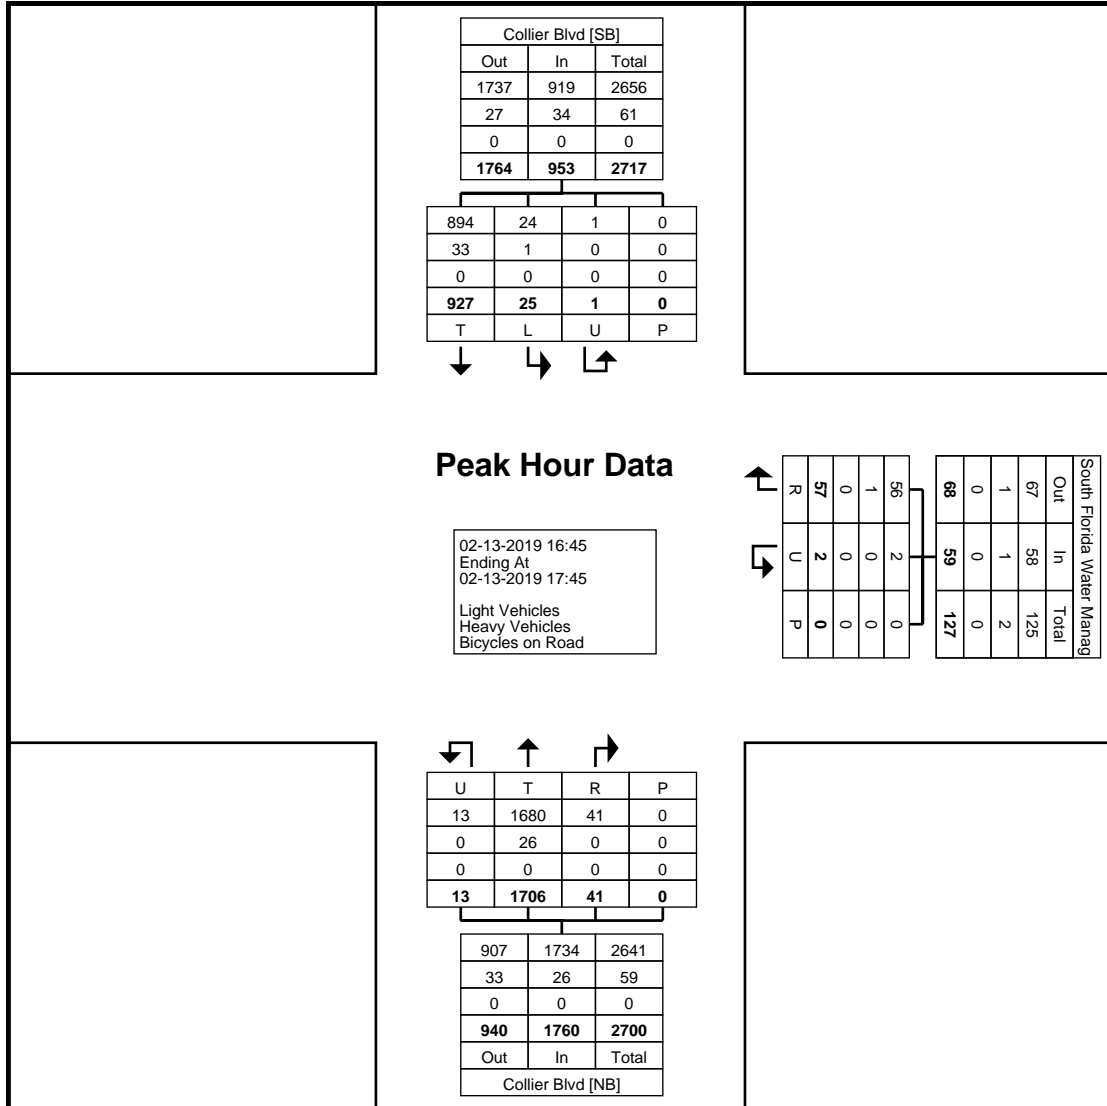 Collier Blvd [SB]
Out In Total
1737 919 2656
27 34 61
0 0 0
1764 953 2717
894 24 1 0
33 1 0 0
0 0 0 0
927 25 1 0
T L U P
Peak Hour Data
02-13-2019 16:45
Ending At
02-13-2019 17:45
Light Vehicles
Heavy Vehicles
Bicycles on Road
South Florida Water Manag
Out In Total
67 58 125
1 1 2
0 0 0
68 59 127
56 2 0
1 0 0
0 0 0
57 2 0
R U P
U T R P
13 1680 41 0
0 26 0 0
0 0 0 0
13 1706 41 0
907 1734 2641
33 26 59
0 0 0
940 1760 2700
Out In Total
Collier Blvd [NB]